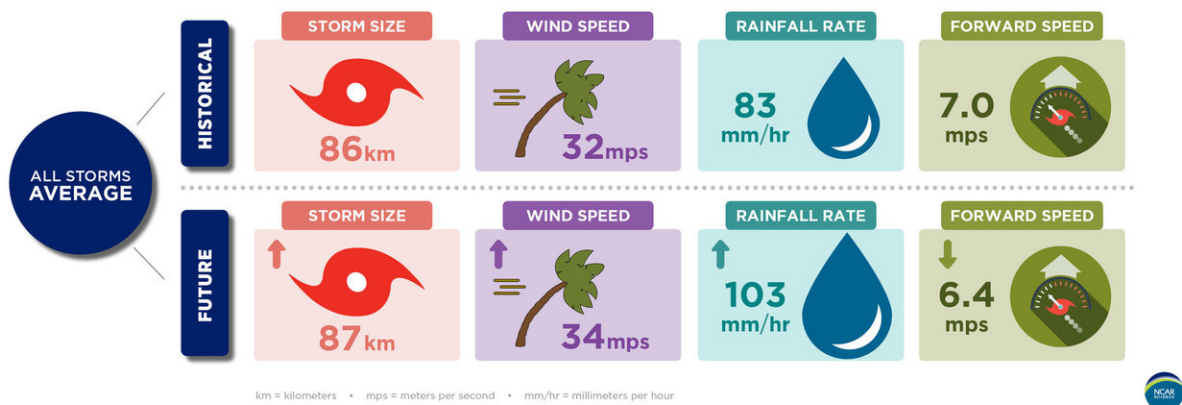 ALL STORMS
AVERAGE
HISTORICAL
STORM SIZE
86km
WIND SPEED
32mps
RAINFALL RATE
83
mm/hr
FORWARD SPEED
7.0
mps
FUTURE
STORM SIZE
87km
WIND SPEED
34mps
RAINFALL RATE
103
mm/hr
FORWARD SPEED
6.4
mps
km = kilometers • mps = meters per second • mm/hr = millimeters per hour
NCAR
SCIENCE